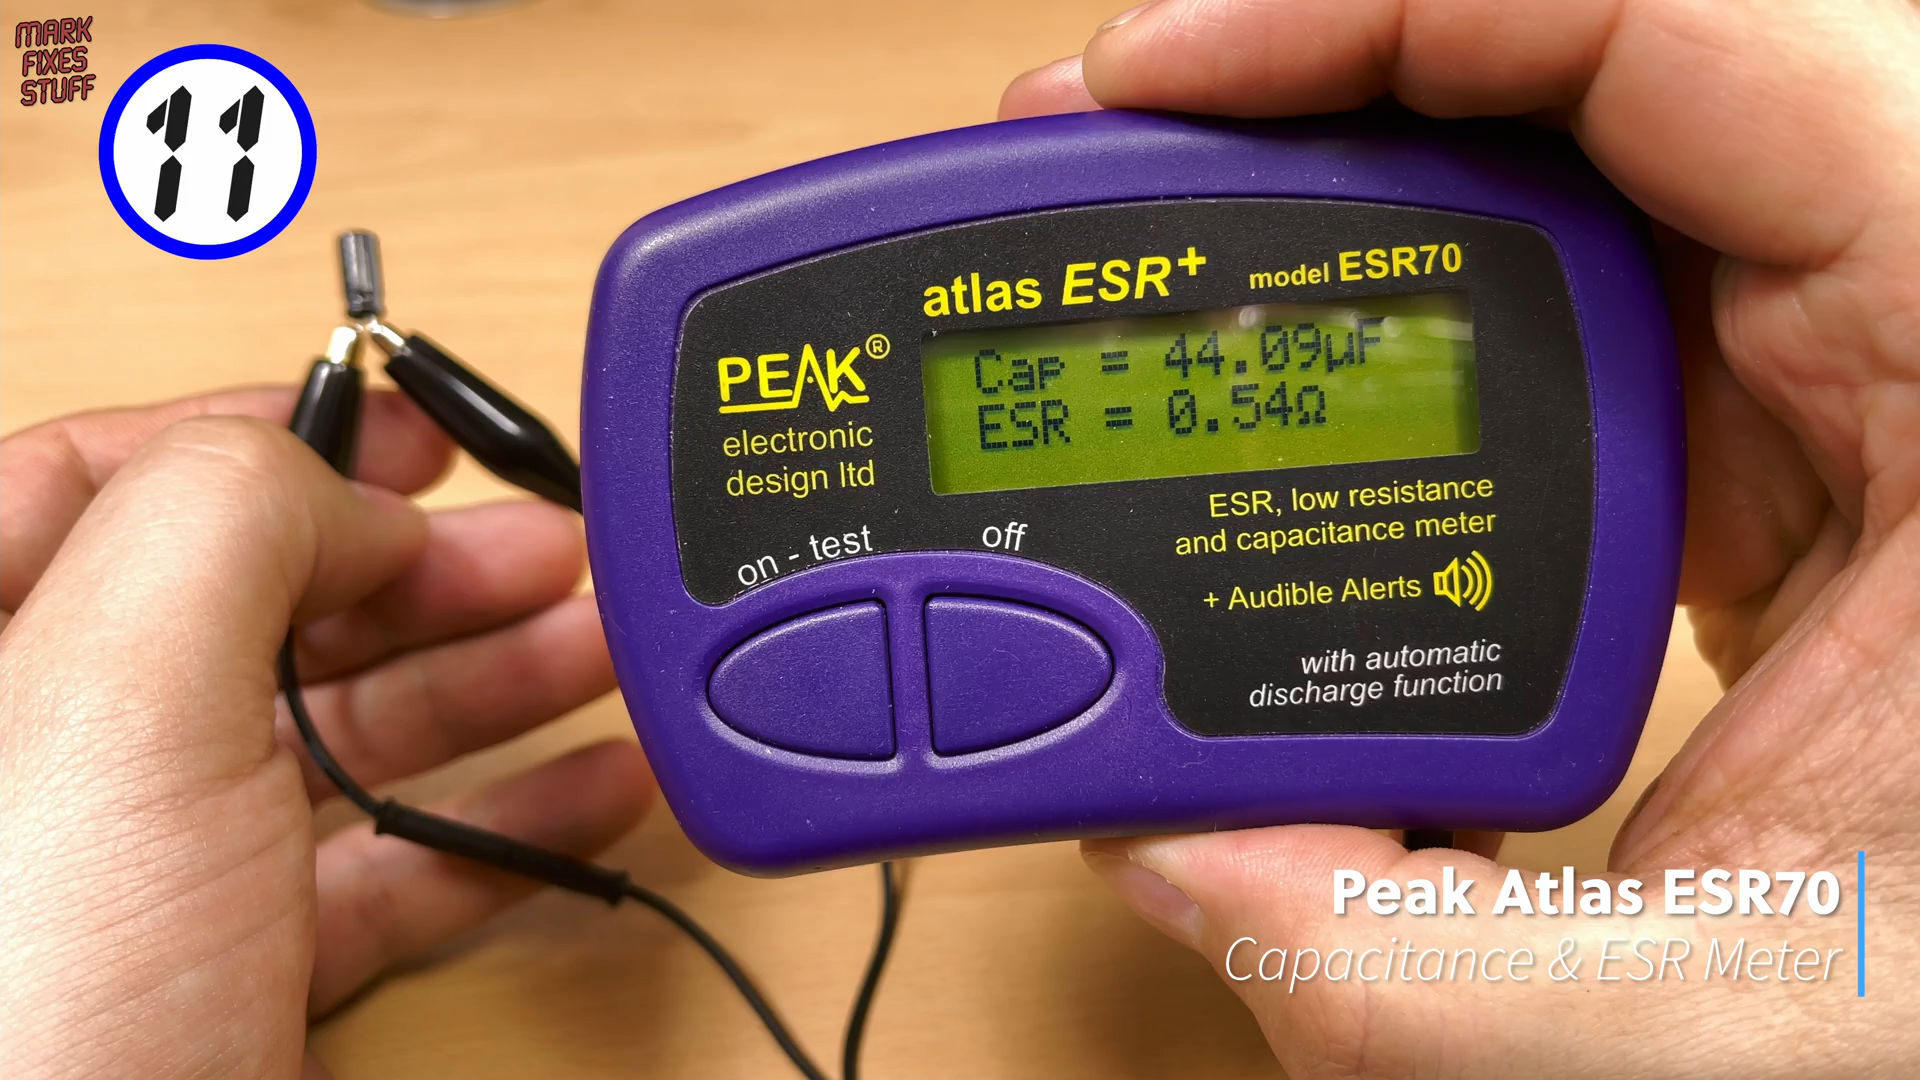 MARK
FIXES
STUFF
11
atlas ESR+ model ESR70
PEAK®
electronic
design ltd
Cap = 44.09µF
ESR = 0.54Ω
on - test off
ESR, low resistance
and capacitance meter
+ Audible Alerts
with automatic
discharge function
Peak Atlas ESR70
Capacitance & ESR Meter